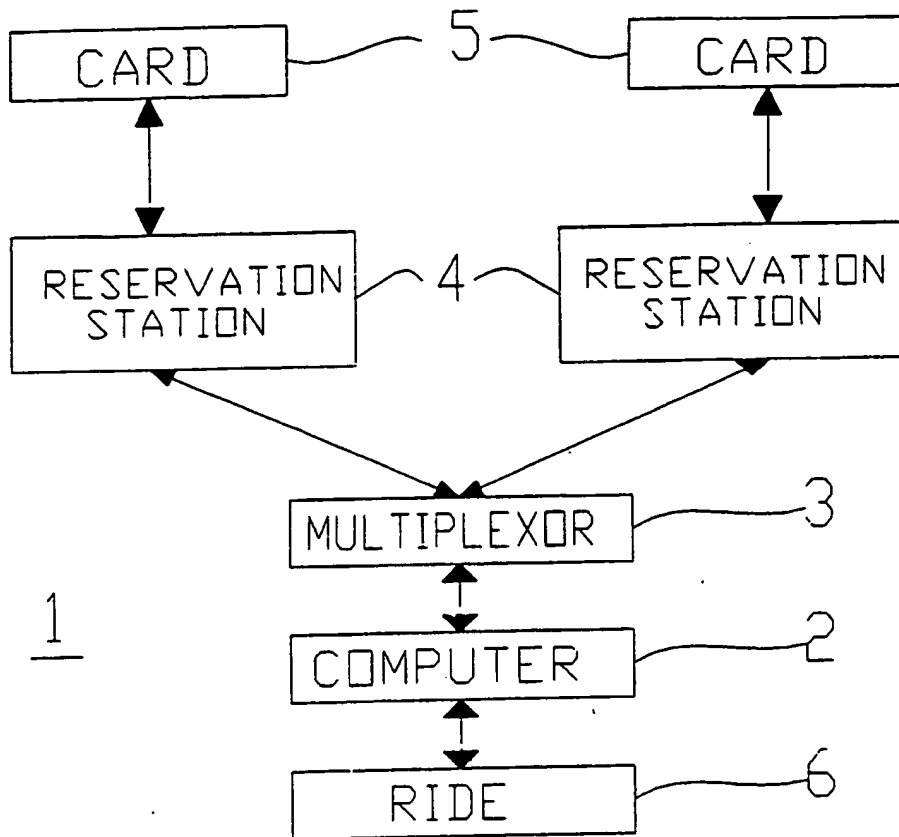 CARD
5
CARD
RESERVATION
STATION
4
RESERVATION
STATION
MULTIPLEXOR
3
1
COMPUTER
2
RIDE
6